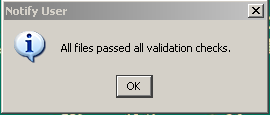 Notify User
All files passed all validation checks.
OK